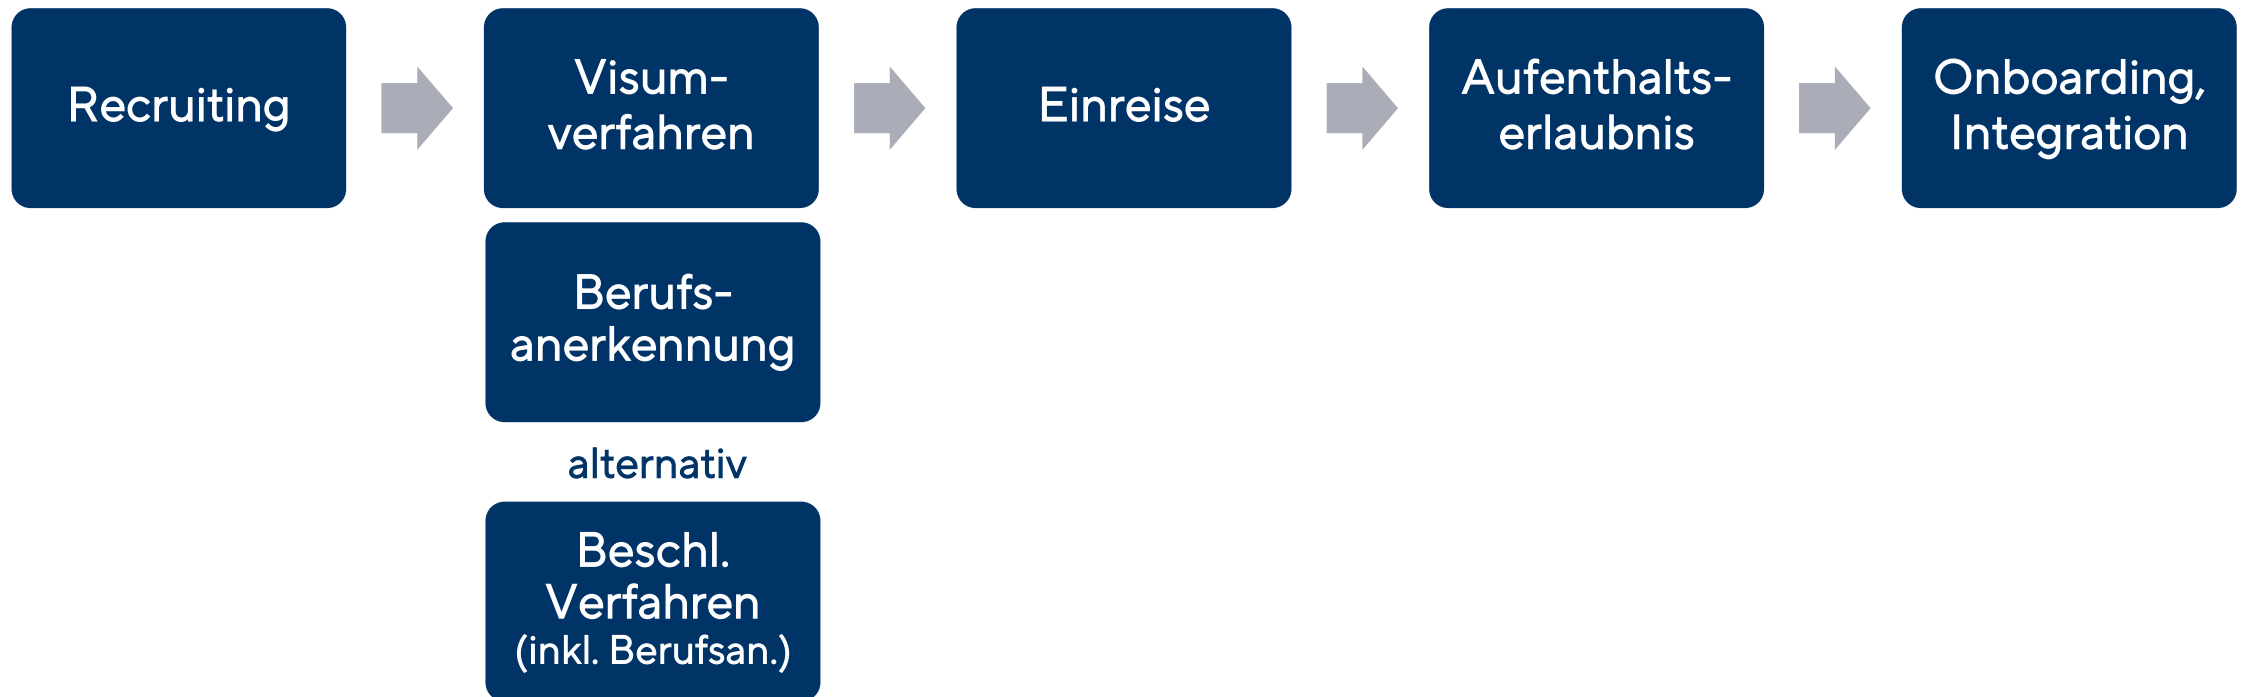 Recruiting
Visum-
verfahren
Einreise
Aufenthalts-
erlaubnis
Onboarding,
Integration
Berufs-
anerkennung
alternativ
Beschl.
Verfahren
(inkl. Berufsan.)